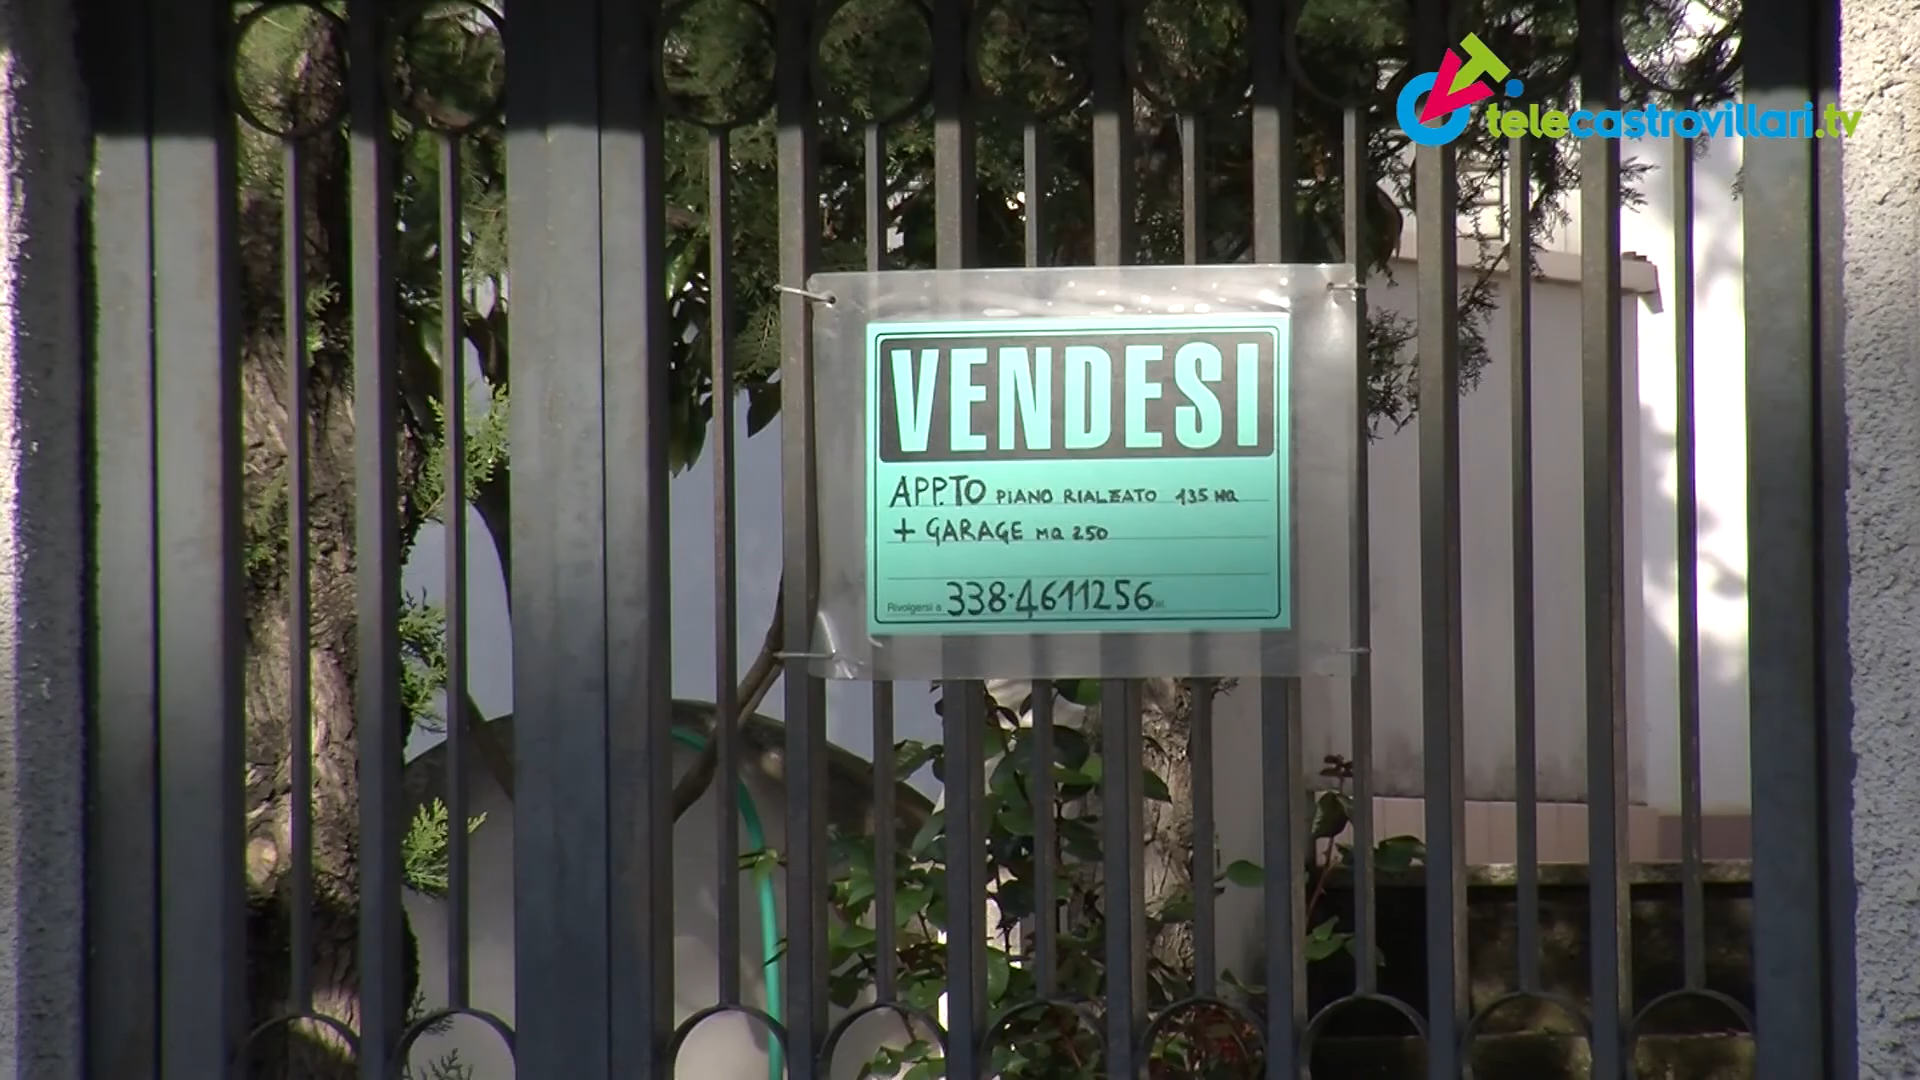 telecastrovillari.tv
VENDESI
APP.TO PIANO RIALZATO 135 MQ
+ GARAGE MQ 250
Rivolgersi a 338·4611256